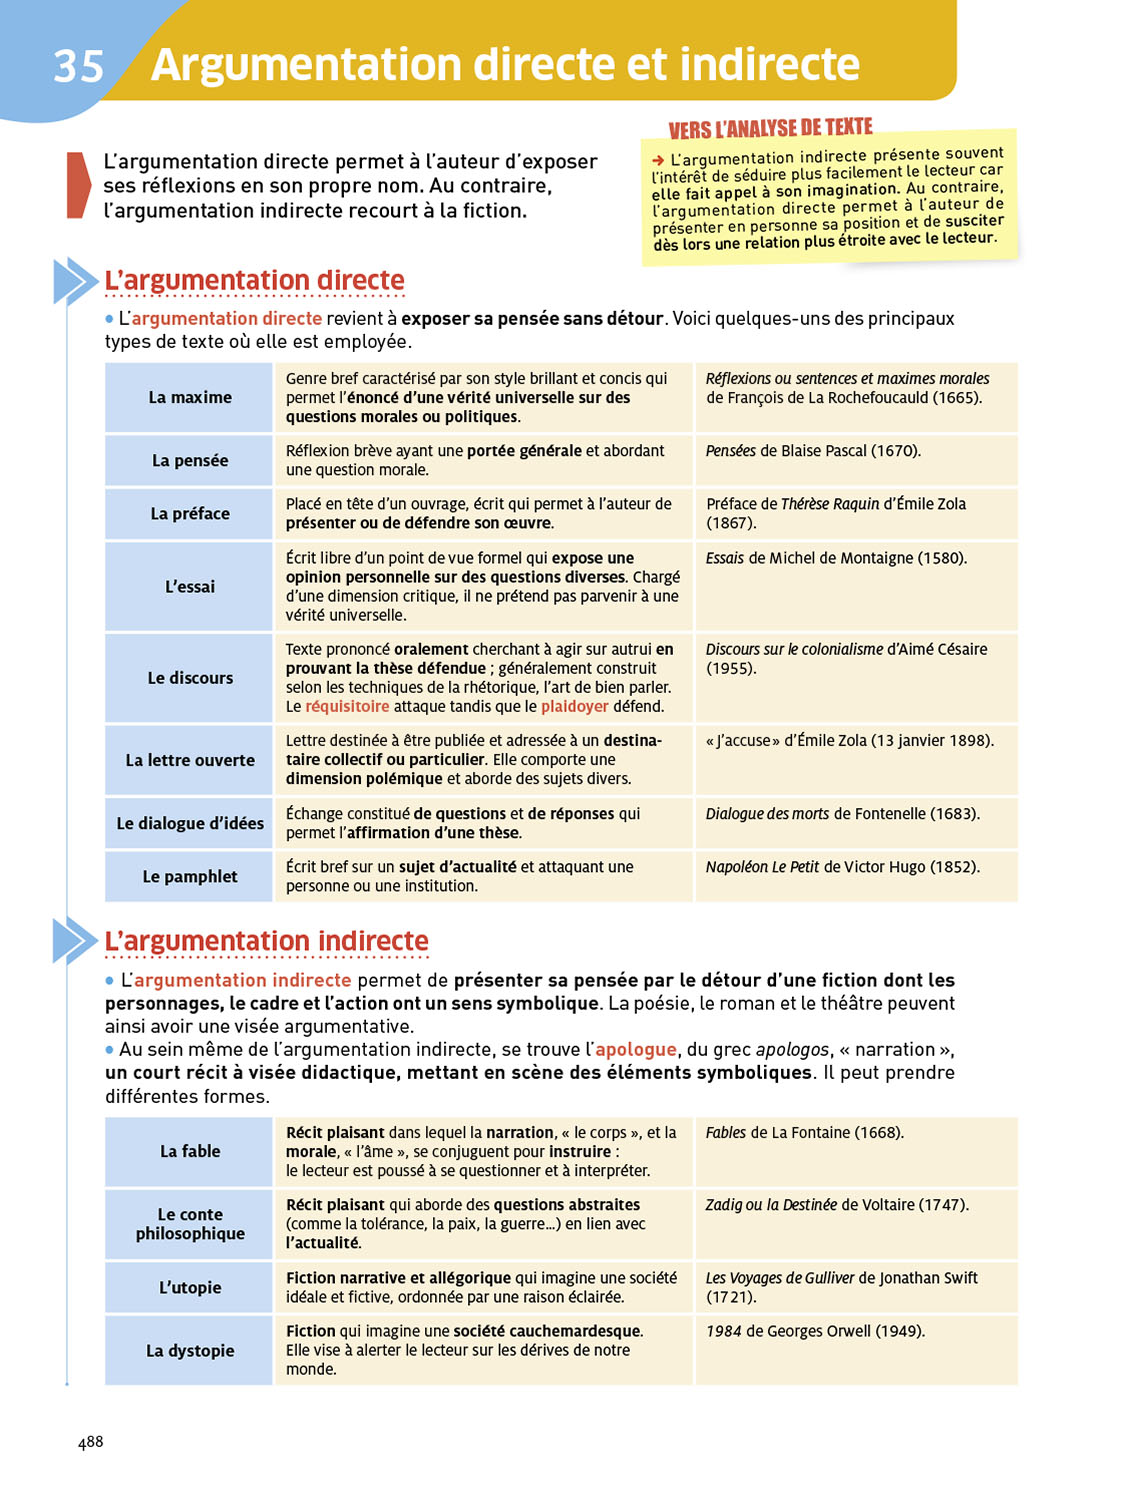 35
Argumentation directe et indirecte
L'argumentation directe permet à l'auteur d'exposer
ses réflexions en son propre nom. Au contraire,
l'argumentation indirecte recourt à la fiction.
VERS L'ANALYSE DE TEXTE
→ L'argumentation indirecte présente souvent
l'intérêt de séduire plus facilement le lecteur car
elle fait appel à son imagination. Au contraire,
l'argumentation directe permet à l'auteur de
présenter en personne sa position et de susciter
dès lors une relation plus étroite avec le lecteur.
L'argumentation directe
• L'argumentation directe revient à exposer sa pensée sans détour. Voici quelques-uns des principaux
types de texte où elle est employée.
La maxime
Genre bref caractérisé par son style brillant et concis qui
permet l'énoncé d'une vérité universelle sur des
questions morales ou politiques.
Réflexions ou sentences et maximes morales
de François de La Rochefoucauld (1665).
La pensée
Réflexion brève ayant une portée générale et abordant
une question morale.
Pensées de Blaise Pascal (1670).
La préface
Placé en tête d'un ouvrage, écrit qui permet à l'auteur de
présenter ou de défendre son œuvre.
Préface de Thérèse Raquin d'Émile Zola
(1867).
L'essai
Écrit libre d'un point de vue formel qui expose une
opinion personnelle sur des questions diverses. Chargé
d'une dimension critique, il ne prétend pas parvenir à une
vérité universelle.
Essais de Michel de Montaigne (1580).
Le discours
Texte prononcé oralement cherchant à agir sur autrui en
prouvant la thèse défendue ; généralement construit
selon les techniques de la rhétorique, l'art de bien parler.
Le réquisitoire attaque tandis que le plaidoyer défend.
Discours sur le colonialisme d'Aimé Césaire
(1955).
La lettre ouverte
Lettre destinée à être publiée et adressée à un destina-
taire collectif ou particulier. Elle comporte une
dimension polémique et aborde des sujets divers.
« J'accuse » d'Émile Zola (13 janvier 1898).
Le dialogue d'idées
Échange constitué de questions et de réponses qui
permet l'affirmation d'une thèse.
Dialogue des morts de Fontenelle (1683).
Le pamphlet
Écrit bref sur un sujet d'actualité et attaquant une
personne ou une institution.
Napoléon Le Petit de Victor Hugo (1852).
L'argumentation indirecte
• L'argumentation indirecte permet de présenter sa pensée par le détour d'une fiction dont les
personnages, le cadre et l'action ont un sens symbolique. La poésie, le roman et le théâtre peuvent
ainsi avoir une visée argumentative.
• Au sein même de l'argumentation indirecte, se trouve l'apologue, du grec apologos, « narration »,
un court récit à visée didactique, mettant en scène des éléments symboliques. Il peut prendre
différentes formes.
La fable
Récit plaisant dans lequel la narration, « le corps », et la
morale, « l'âme », se conjuguent pour instruire :
le lecteur est poussé à se questionner et à interpréter.
Fables de La Fontaine (1668).
Le conte
philosophique
Récit plaisant qui aborde des questions abstraites
(comme la tolérance, la paix, la guerre...) en lien avec
l'actualité.
Zadig ou la Destinée de Voltaire (1747).
L'utopie
Fiction narrative et allégorique qui imagine une société
idéale et fictive, ordonnée par une raison éclairée.
Les Voyages de Gulliver de Jonathan Swift
(1721).
La dystopie
Fiction qui imagine une société cauchemardesque.
Elle vise à alerter le lecteur sur les dérives de notre
monde.
1984 de Georges Orwell (1949).
488